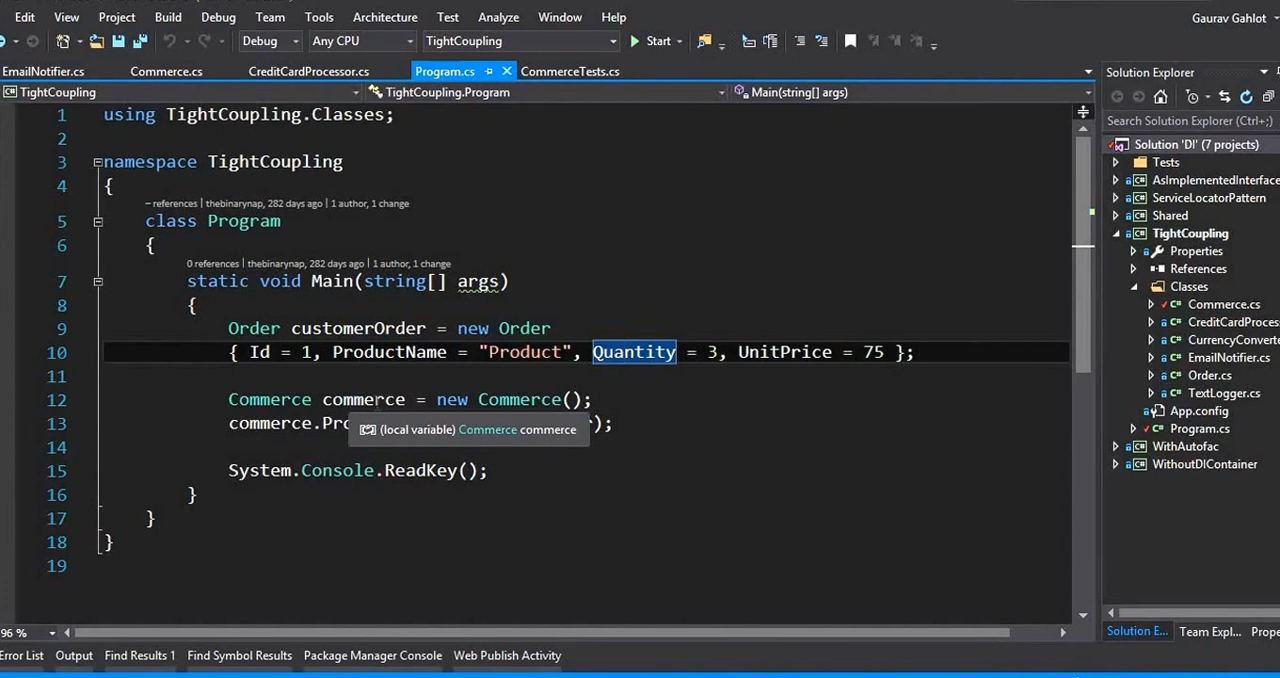 Edit View Project Build Debug Team Tools Architecture Test Analyze Window Help Gaurav Gahlot
Debug Any CPU TightCoupling Start
EmailNotifier.cs Commerce.cs CreditCardProcessor.cs Program.cs CommerceTests.cs
TightCoupling TightCoupling.Program Main(string[] args)
1 using TightCoupling.Classes;
2
3 namespace TightCoupling
4 {
– references | thebinarynap, 282 days ago | 1 author, 1 change
5 class Program
6 {
0 references | thebinarynap, 282 days ago | 1 author, 1 change
7 static void Main(string[] args)
8 {
9 Order customerOrder = new Order
10 { Id = 1, ProductName = "Product", Quantity = 3, UnitPrice = 75 };
11
12 Commerce commerce = new Commerce();
13 commerce.Pro r);
(local variable) Commerce commerce
14
15 System.Console.ReadKey();
16 }
17 }
18 }
19
96 %
Error List Output Find Results 1 Find Symbol Results Package Manager Console Web Publish Activity
Solution Explorer
Search Solution Explorer (Ctrl+;)
Solution 'DI' (7 projects)
Tests
AsImplementedInterface
ServiceLocatorPattern
Shared
TightCoupling
Properties
References
Classes
Commerce.cs
CreditCardProce
CurrencyConverte
EmailNotifier.cs
Order.cs
TextLogger.cs
App.config
Program.cs
WithAutofac
WithoutDIContainer
Solution E... Team Expl... Prope